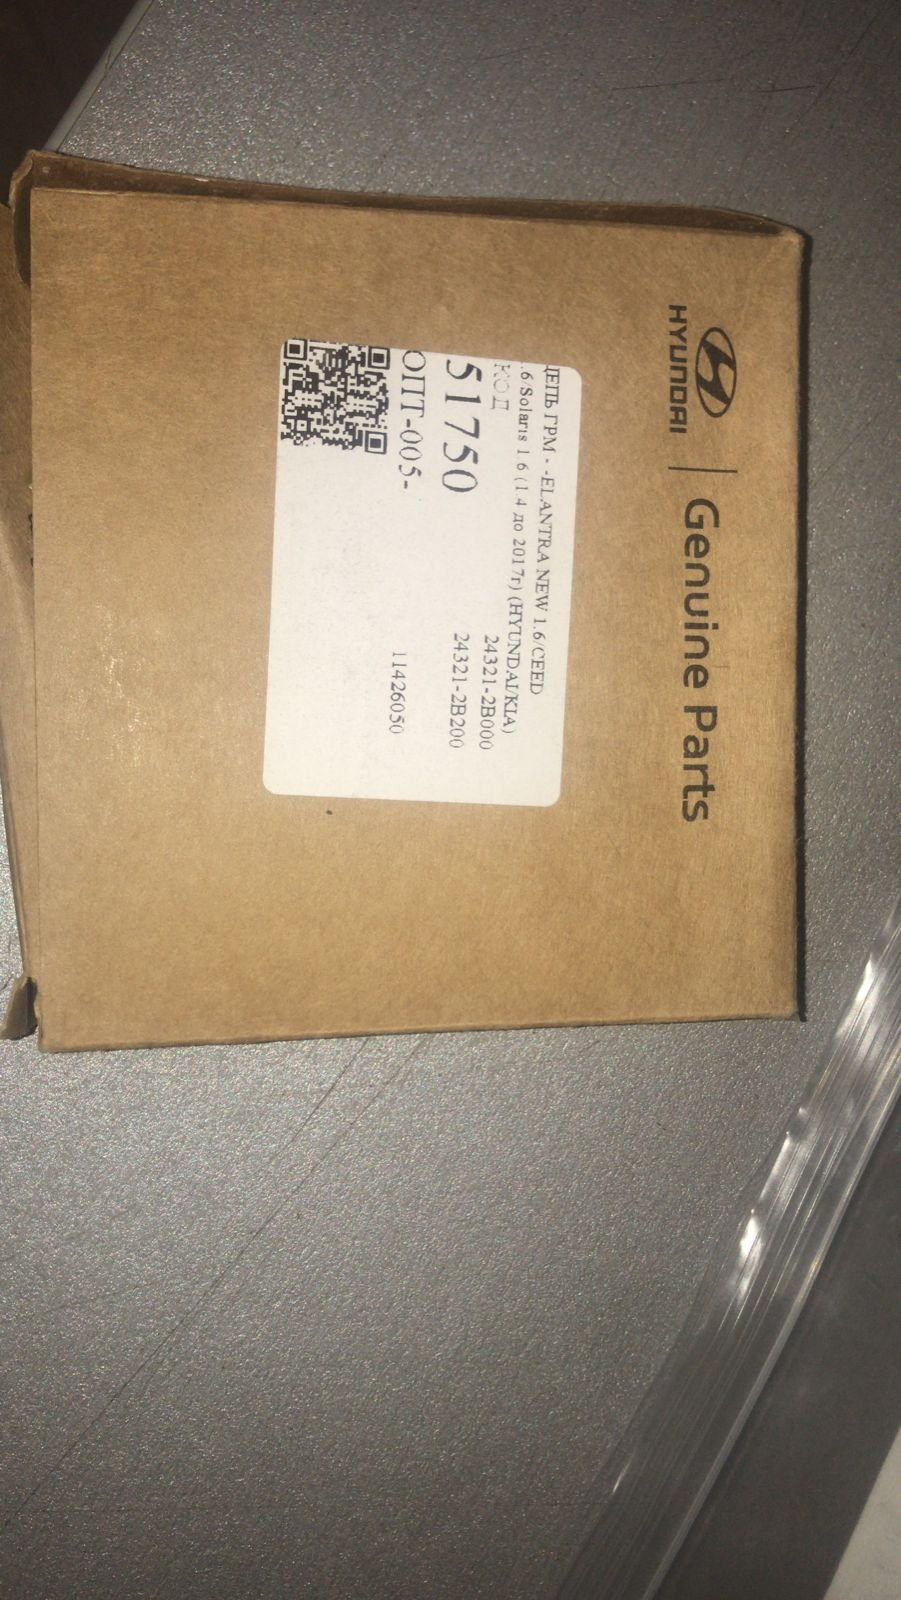 HYUNDAI | Genuine Parts
ЦЕПЬ ГРМ - -ELANTRA NEW 1.6/CEED
.6/Solaris 1.6 (1.4 до 2017г) (HYUNDAI/KIA)
КОД
24321-2B000
51750
24321-2B200
ОПТ-005-
11426050